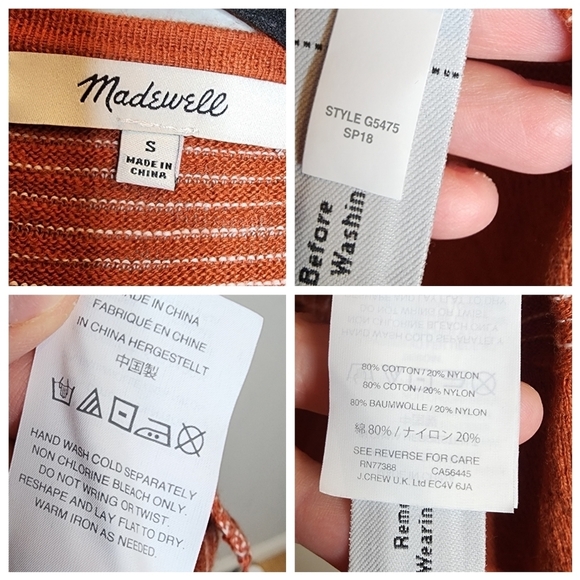 Madewell
S
MADE IN
CHINA
STYLE G5475
SP18
Before
Washin
MADE IN CHINA
FABRIQUÉ EN CHINE
IN CHINA HERGESTELLT
中国製
HAND WASH COLD SEPARATELY
NON CHLORINE BLEACH ONLY.
DO NOT WRING OR TWIST.
RESHAPE AND LAY FLAT TO DRY.
WARM IRON AS NEEDED.
80% COTTON / 20% NYLON
80% COTON / 20% NYLON
80% BAUMWOLLE / 20% NYLON
綿 80% / ナイロン 20%
SEE REVERSE FOR CARE
RN77388 CA56445
J.CREW U.K. Ltd EC4V 6JA
Rem
Wearin